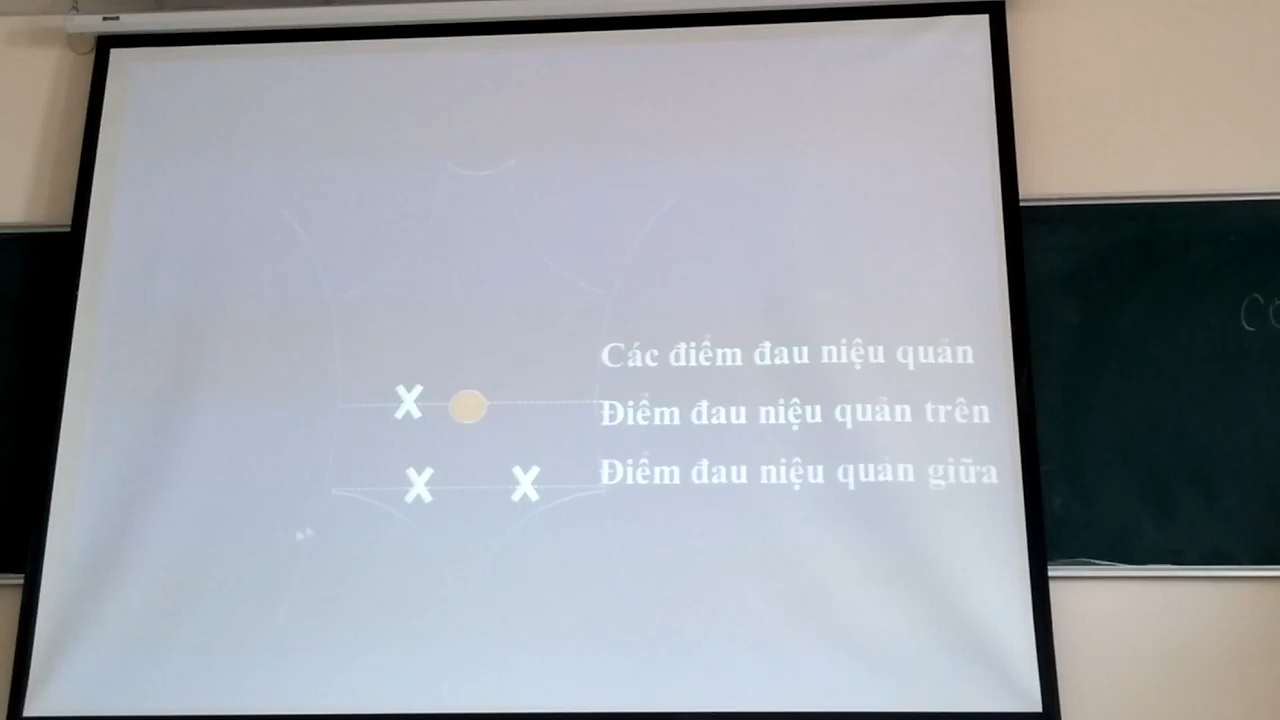 Các điểm đau niệu quản
Điểm đau niệu quản trên
Điểm đau niệu quản giữa